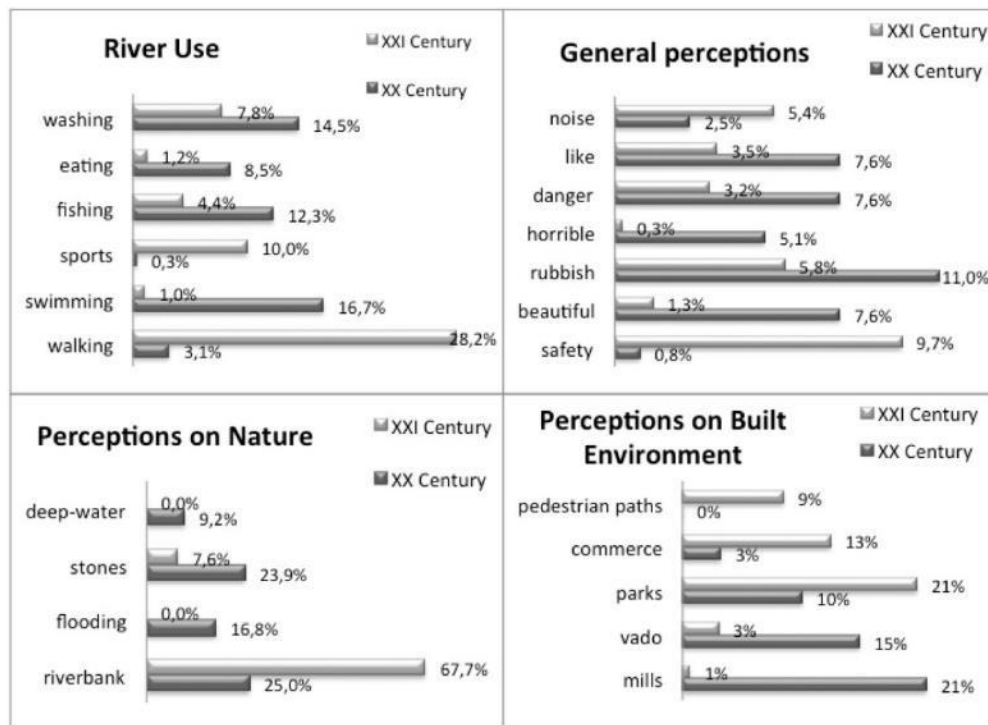 River Use
XXI Century
XX Century
washing
7,8%
14,5%
eating
1,2%
8,5%
fishing
4,4%
12,3%
sports
10,0%
0,3%
swimming
1,0%
16,7%
walking
28,2%
3,1%
General perceptions
XXI Century
XX Century
noise
5,4%
2,5%
like
3,5%
7,6%
danger
3,2%
7,6%
horrible
0,3%
5,1%
rubbish
5,8%
11,0%
beautiful
1,3%
7,6%
safety
9,7%
0,8%
Perceptions on Nature
XXI Century
XX Century
deep-water
0,0%
9,2%
stones
7,6%
23,9%
flooding
0,0%
16,8%
riverbank
67,7%
25,0%
Perceptions on Built
Environment
XXI Century
XX Century
pedestrian paths
9%
0%
commerce
13%
3%
parks
21%
10%
vado
3%
15%
mills
1%
21%